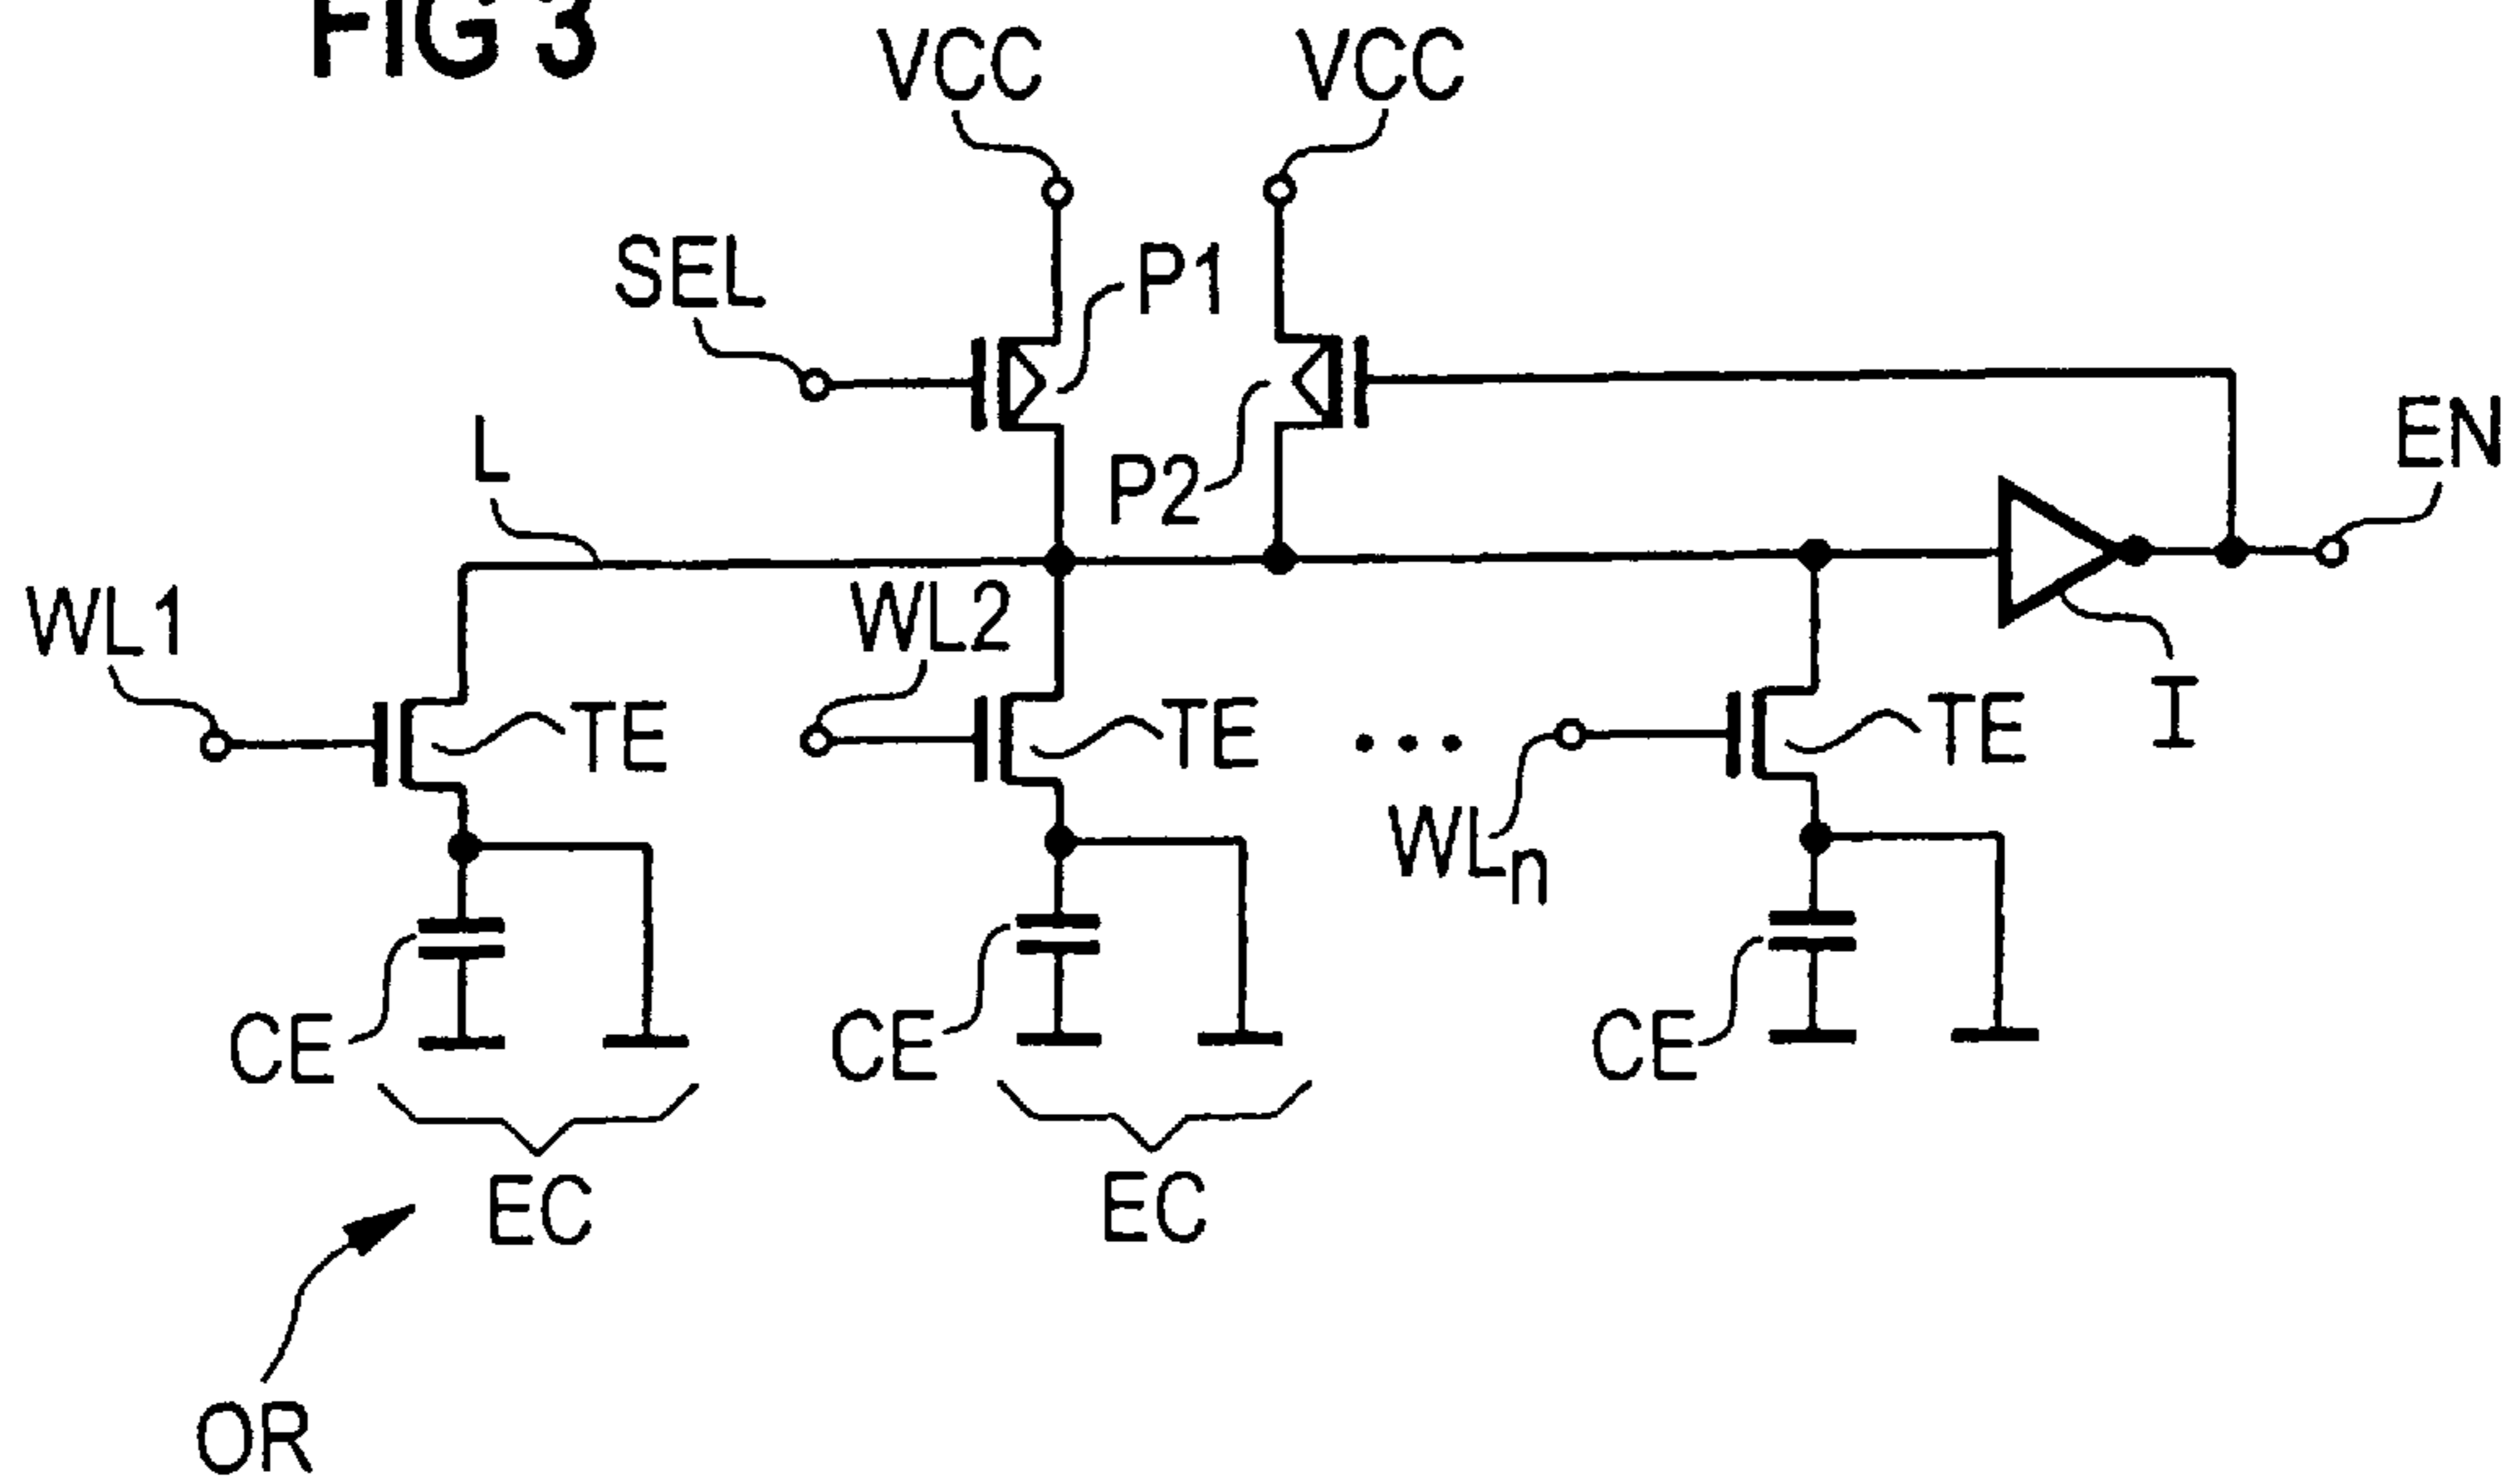 FIG 3
VCC VCC
SEL P1
L P2 EN
WL1 WL2
TE TE TE I
WLn
CE CE CE
EC EC
OR